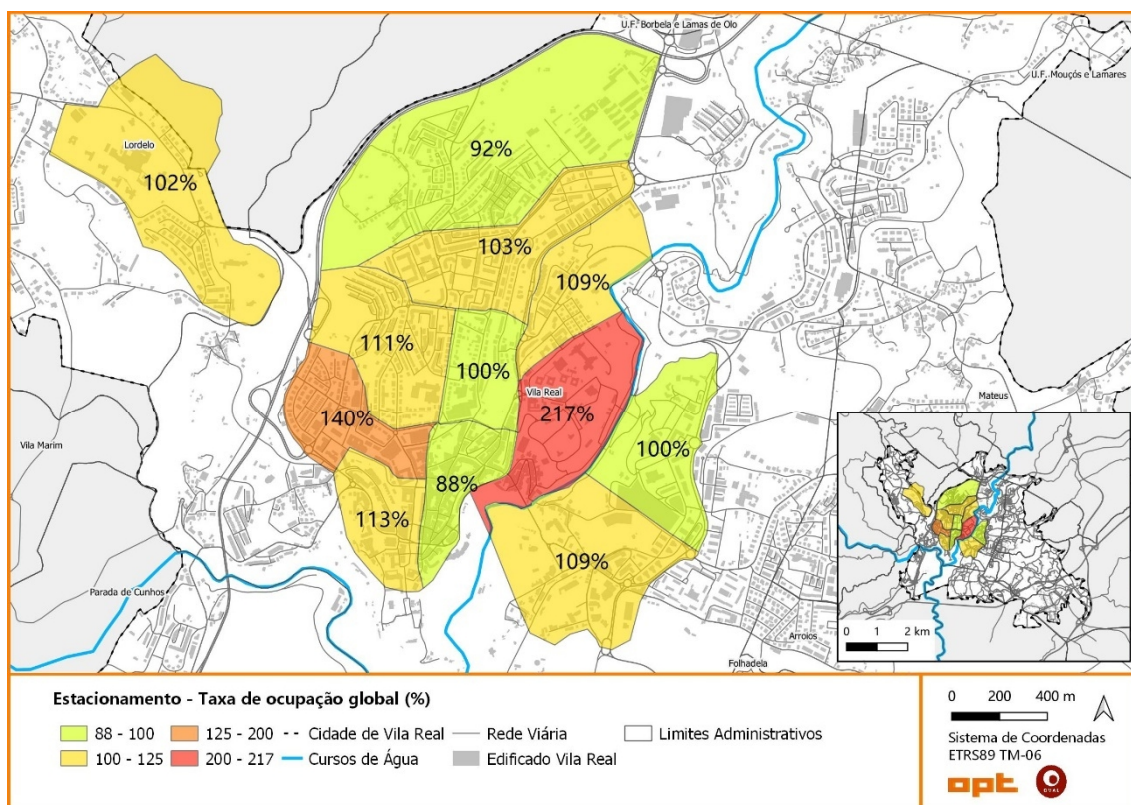 U.F. Borbela e Lamas de Olo
U.F. Mouçós e Lamares
92%
Lordelo
102%
103%
109%
111%
100%
Vila Real
217%
140%
100%
Mateus
Vila Marim
88%
113%
109%
Parada de Cunhos
Arroios
Folhadela
0 1 2 km
Estacionamento - Taxa de ocupação global (%)
88 - 100
125 - 200
Cidade de Vila Real
Rede Viária
Limites Administrativos
100 - 125
200 - 217
Cursos de Água
Edificado Vila Real
0 200 400 m
Sistema de Coordenadas
ETRS89 TM-06
opt